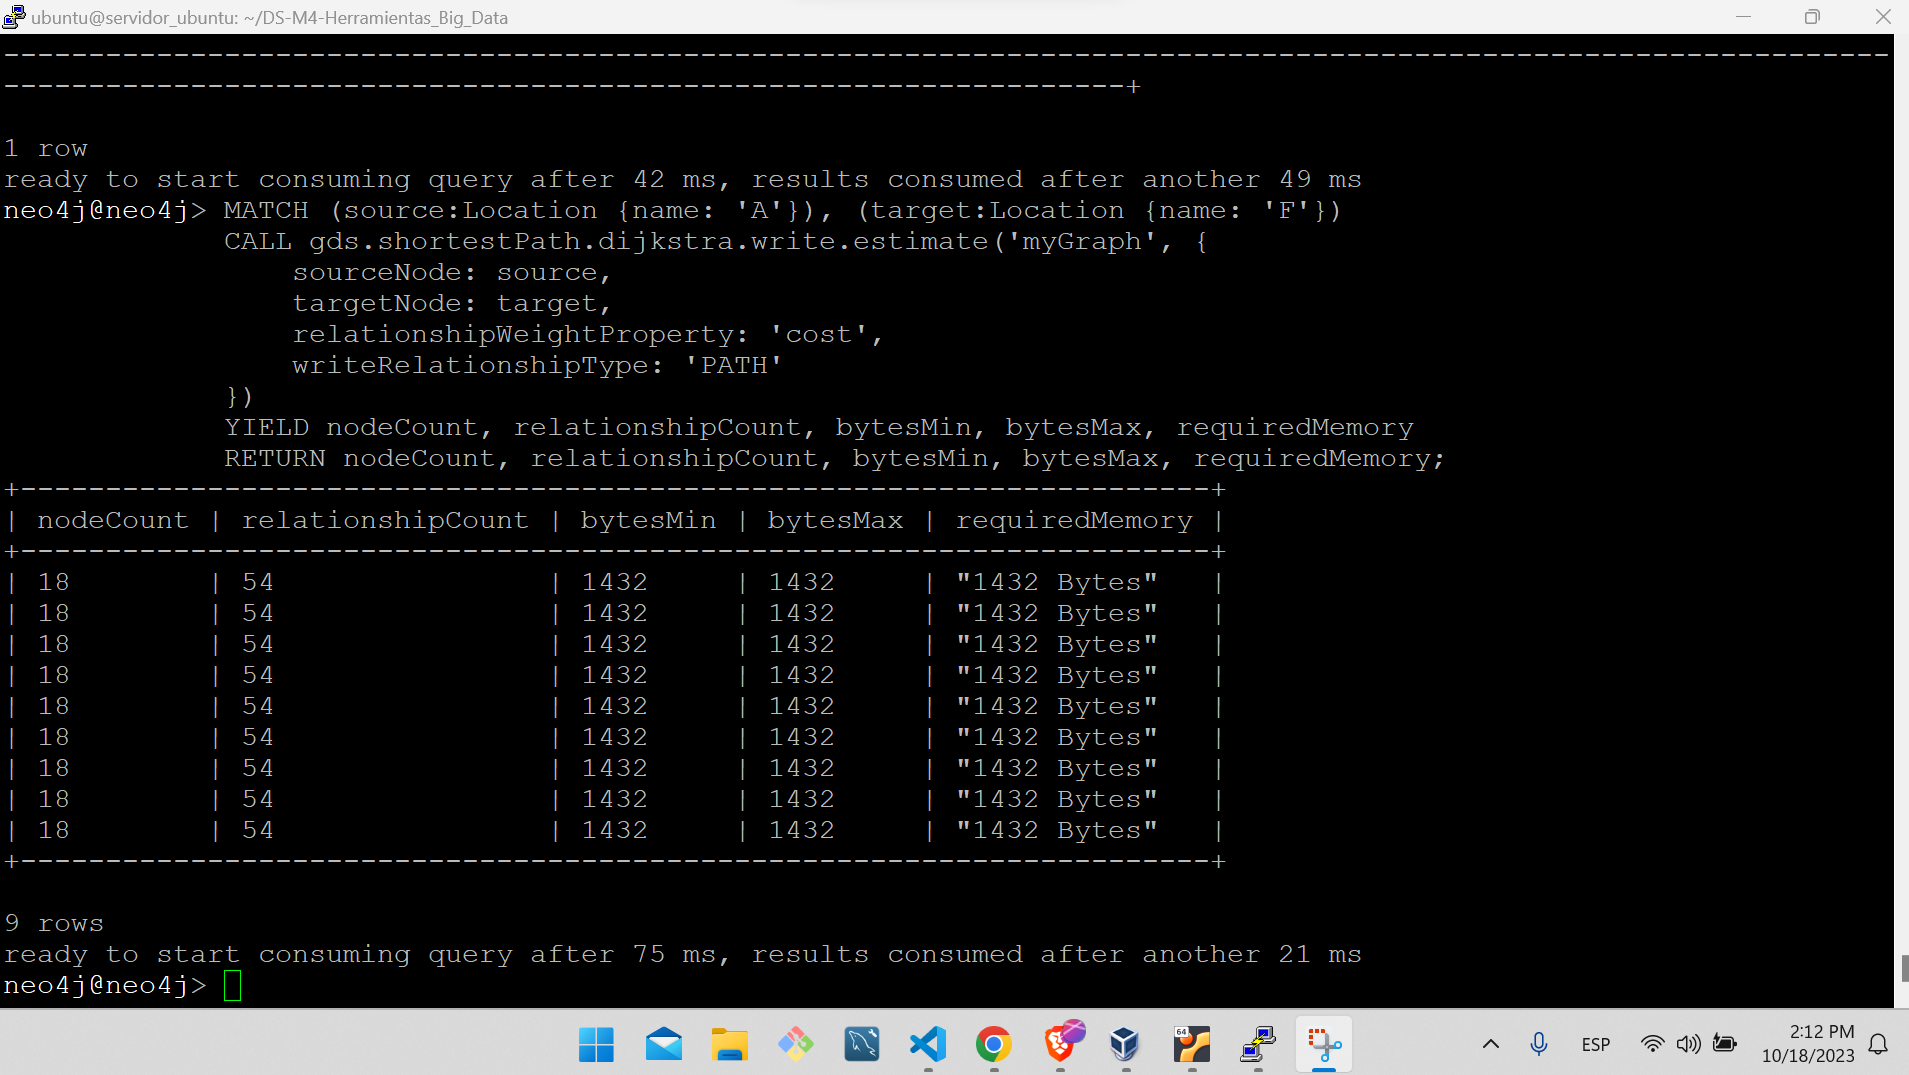 ubuntu@servidor_ubuntu: ~/DS-M4-Herramientas_Big_Data
---------------------------------------------------------------------------------------------------------------
------------------------------------------------------------------+
1 row
ready to start consuming query after 42 ms, results consumed after another 49 ms
neo4j@neo4j> MATCH (source:Location {name: 'A'}), (target:Location {name: 'F'})
CALL gds.shortestPath.dijkstra.write.estimate('myGraph', {
sourceNode: source,
targetNode: target,
relationshipWeightProperty: 'cost',
writeRelationshipType: 'PATH'
})
YIELD nodeCount, relationshipCount, bytesMin, bytesMax, requiredMemory
RETURN nodeCount, relationshipCount, bytesMin, bytesMax, requiredMemory;
+----------------------------------------------------------------------+
| nodeCount | relationshipCount | bytesMin | bytesMax | requiredMemory |
+----------------------------------------------------------------------+
| 18 | 54 | 1432 | 1432 | "1432 Bytes" |
| 18 | 54 | 1432 | 1432 | "1432 Bytes" |
| 18 | 54 | 1432 | 1432 | "1432 Bytes" |
| 18 | 54 | 1432 | 1432 | "1432 Bytes" |
| 18 | 54 | 1432 | 1432 | "1432 Bytes" |
| 18 | 54 | 1432 | 1432 | "1432 Bytes" |
| 18 | 54 | 1432 | 1432 | "1432 Bytes" |
| 18 | 54 | 1432 | 1432 | "1432 Bytes" |
| 18 | 54 | 1432 | 1432 | "1432 Bytes" |
+----------------------------------------------------------------------+
9 rows
ready to start consuming query after 75 ms, results consumed after another 21 ms
neo4j@neo4j>
64
ESP
2:12 PM
10/18/2023